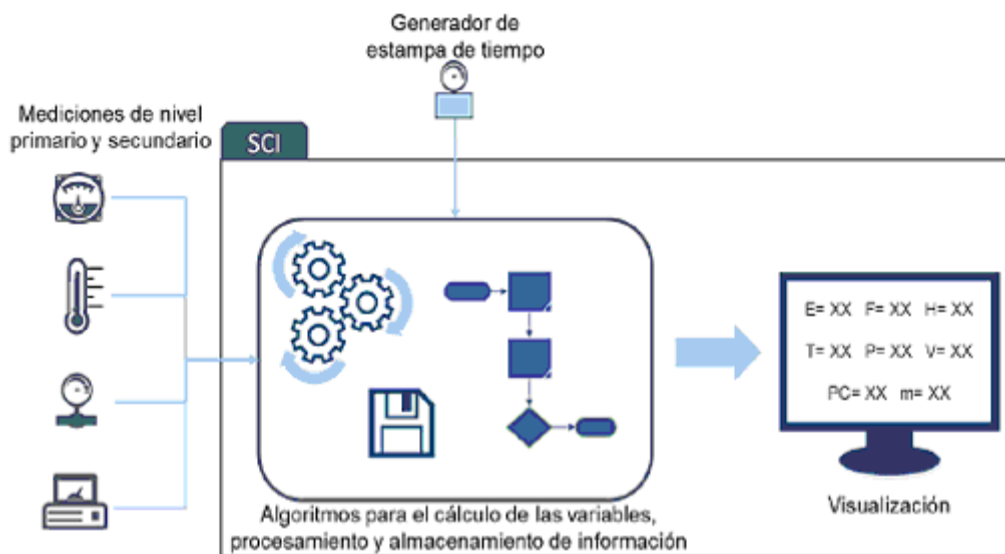 Generador de
estampa de tiempo
Mediciones de nivel
primario y secundario
SCI
E= XX F= XX H= XX
T= XX P= XX V= XX
PC= XX m= XX
Visualización
Algoritmos para el cálculo de las variables,
procesamiento y almacenamiento de información